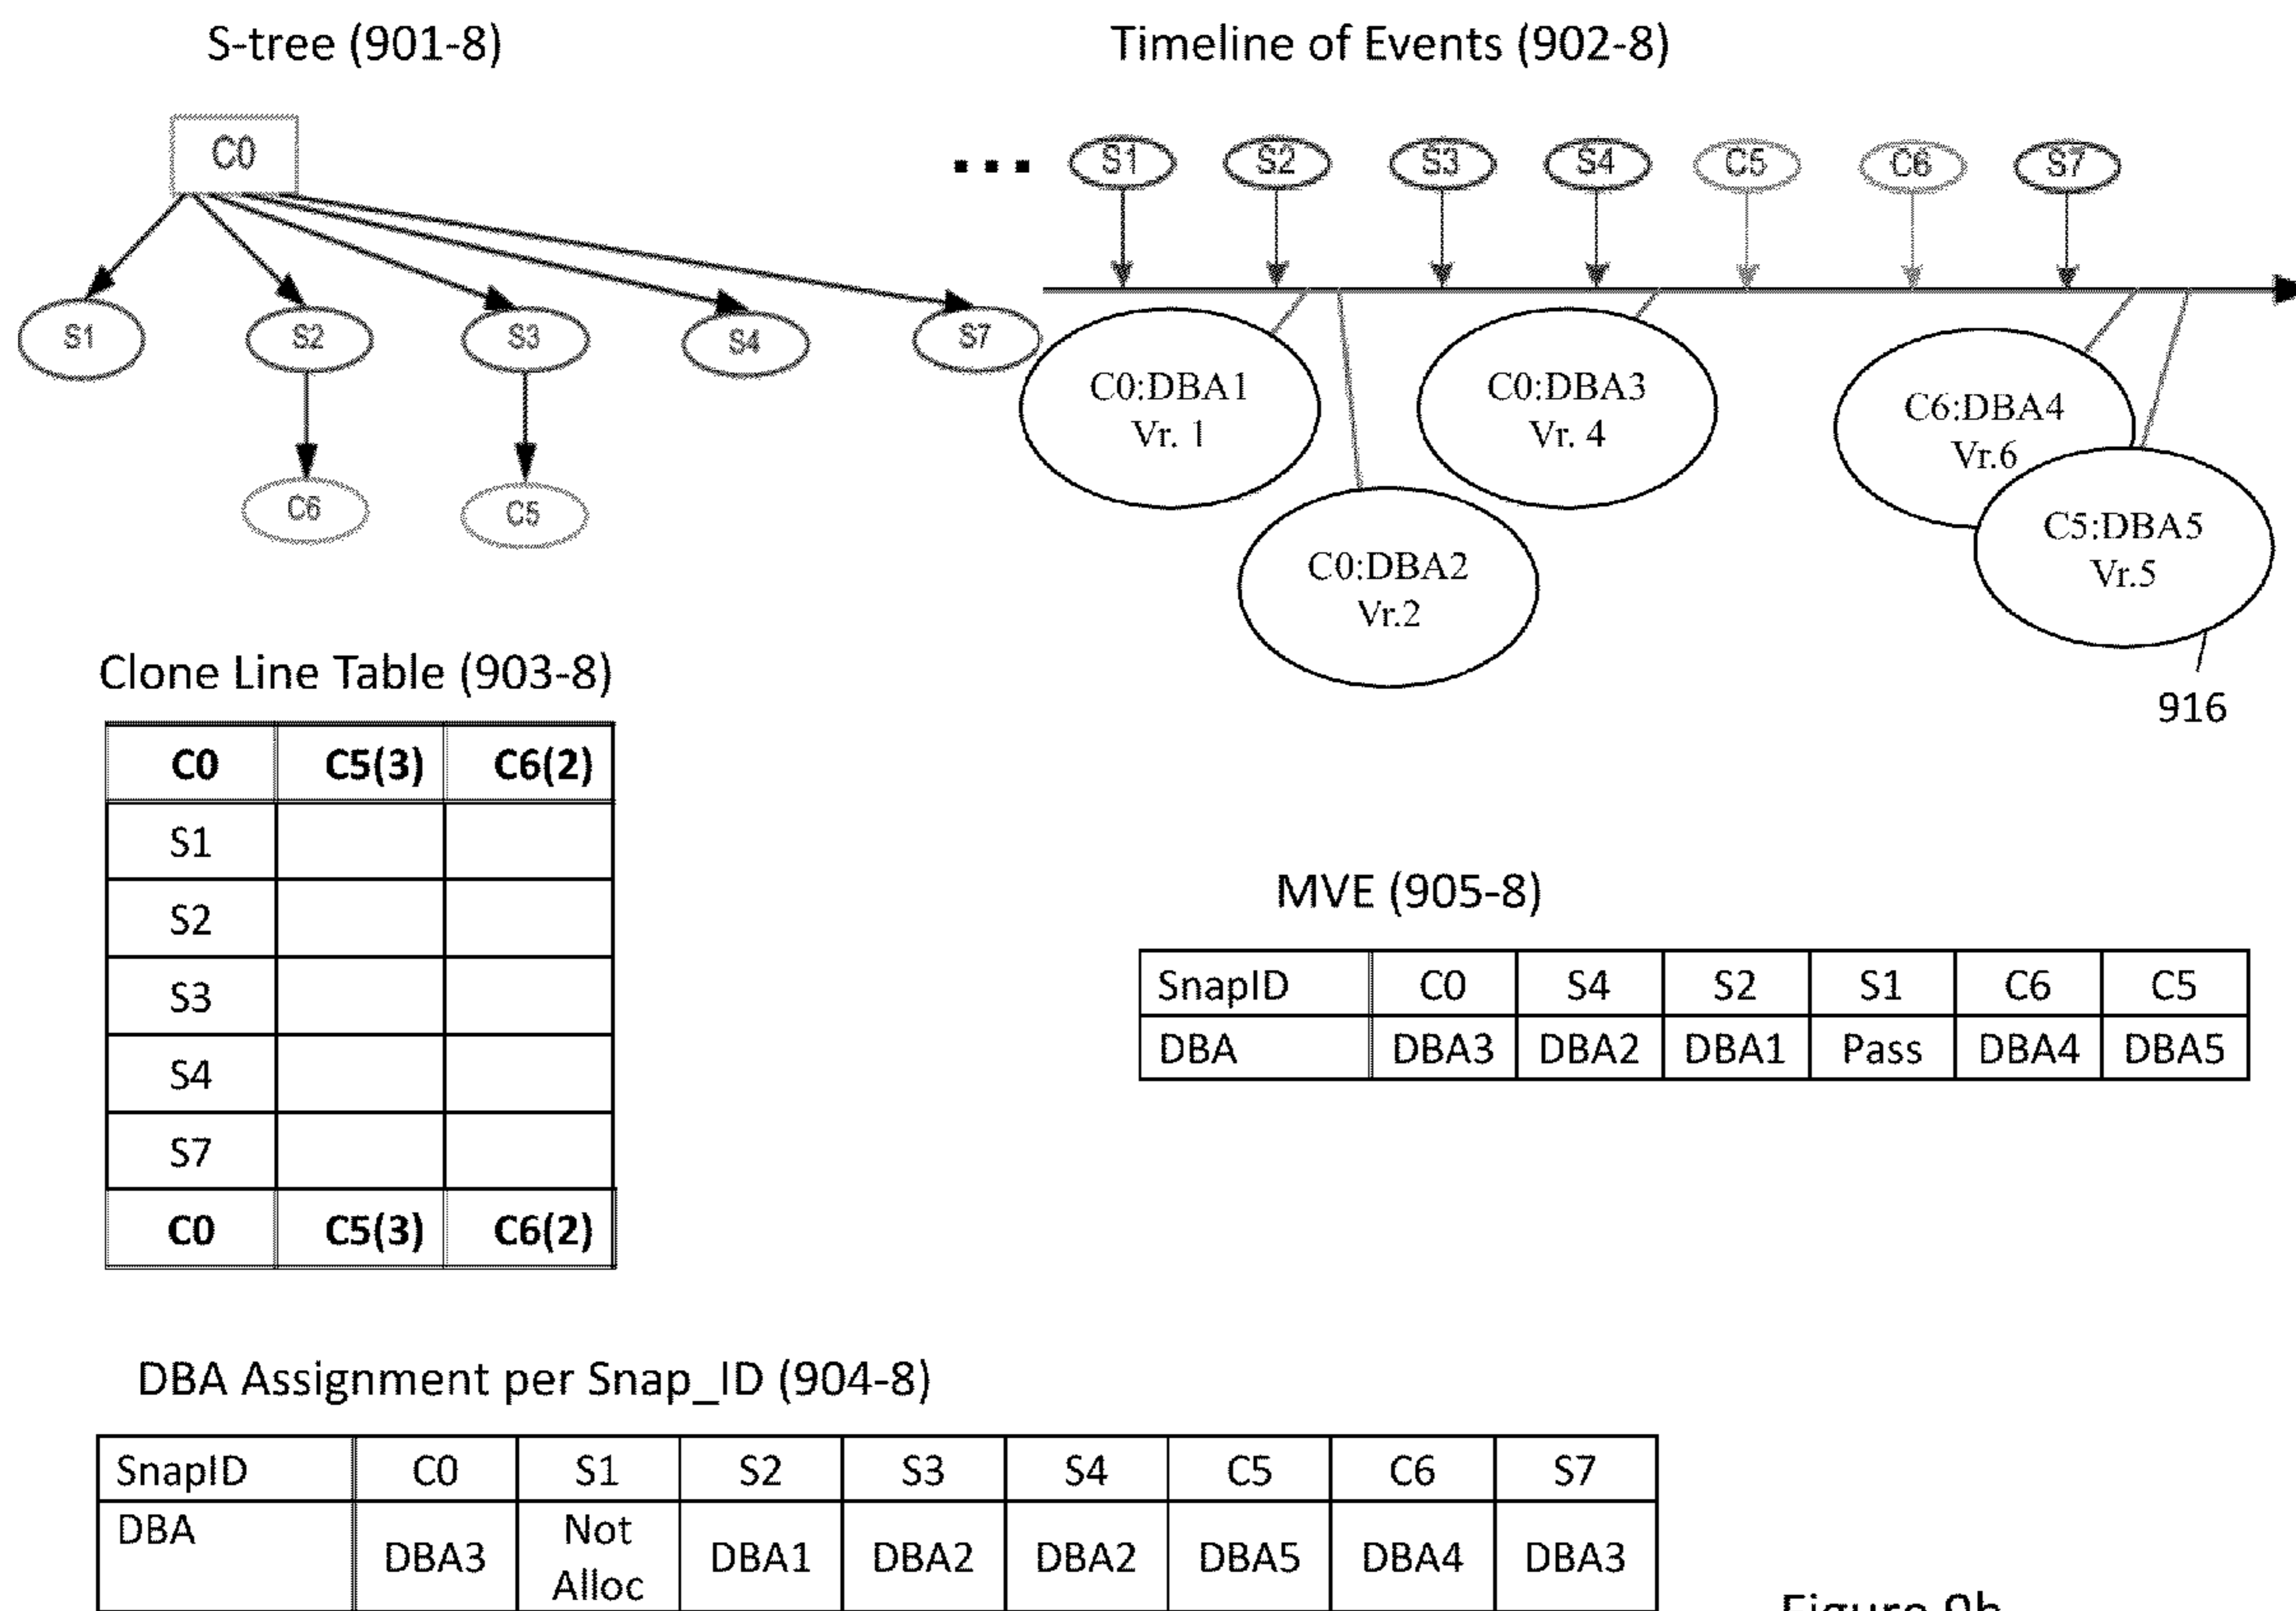 S-tree (901-8)
Timeline of Events (902-8)
C0
S1
S2
S3
S4
S7
C6
C5
... S1 S2 S3 S4 C5 C6 S7
C0:DBA1
Vr. 1
C0:DBA2
Vr.2
C0:DBA3
Vr. 4
C6:DBA4
Vr.6
C5:DBA5
Vr.5
916
Clone Line Table (903-8)
C0 C5(3) C6(2)
S1
S2
S3
S4
S7
C0 C5(3) C6(2)
MVE (905-8)
SnapID C0 S4 S2 S1 C6 C5
DBA DBA3 DBA2 DBA1 Pass DBA4 DBA5
DBA Assignment per Snap_ID (904-8)
SnapID C0 S1 S2 S3 S4 C5 C6 S7
DBA DBA3 Not Alloc DBA1 DBA2 DBA2 DBA5 DBA4 DBA3